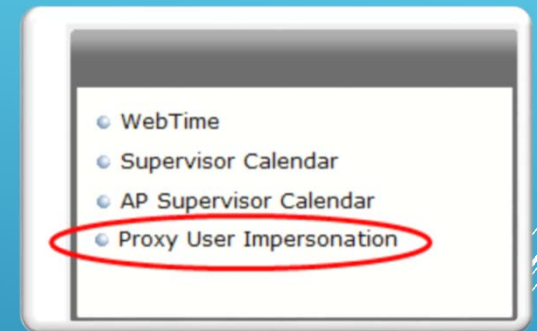 WebTime
Supervisor Calendar
AP Supervisor Calendar
Proxy User Impersonation